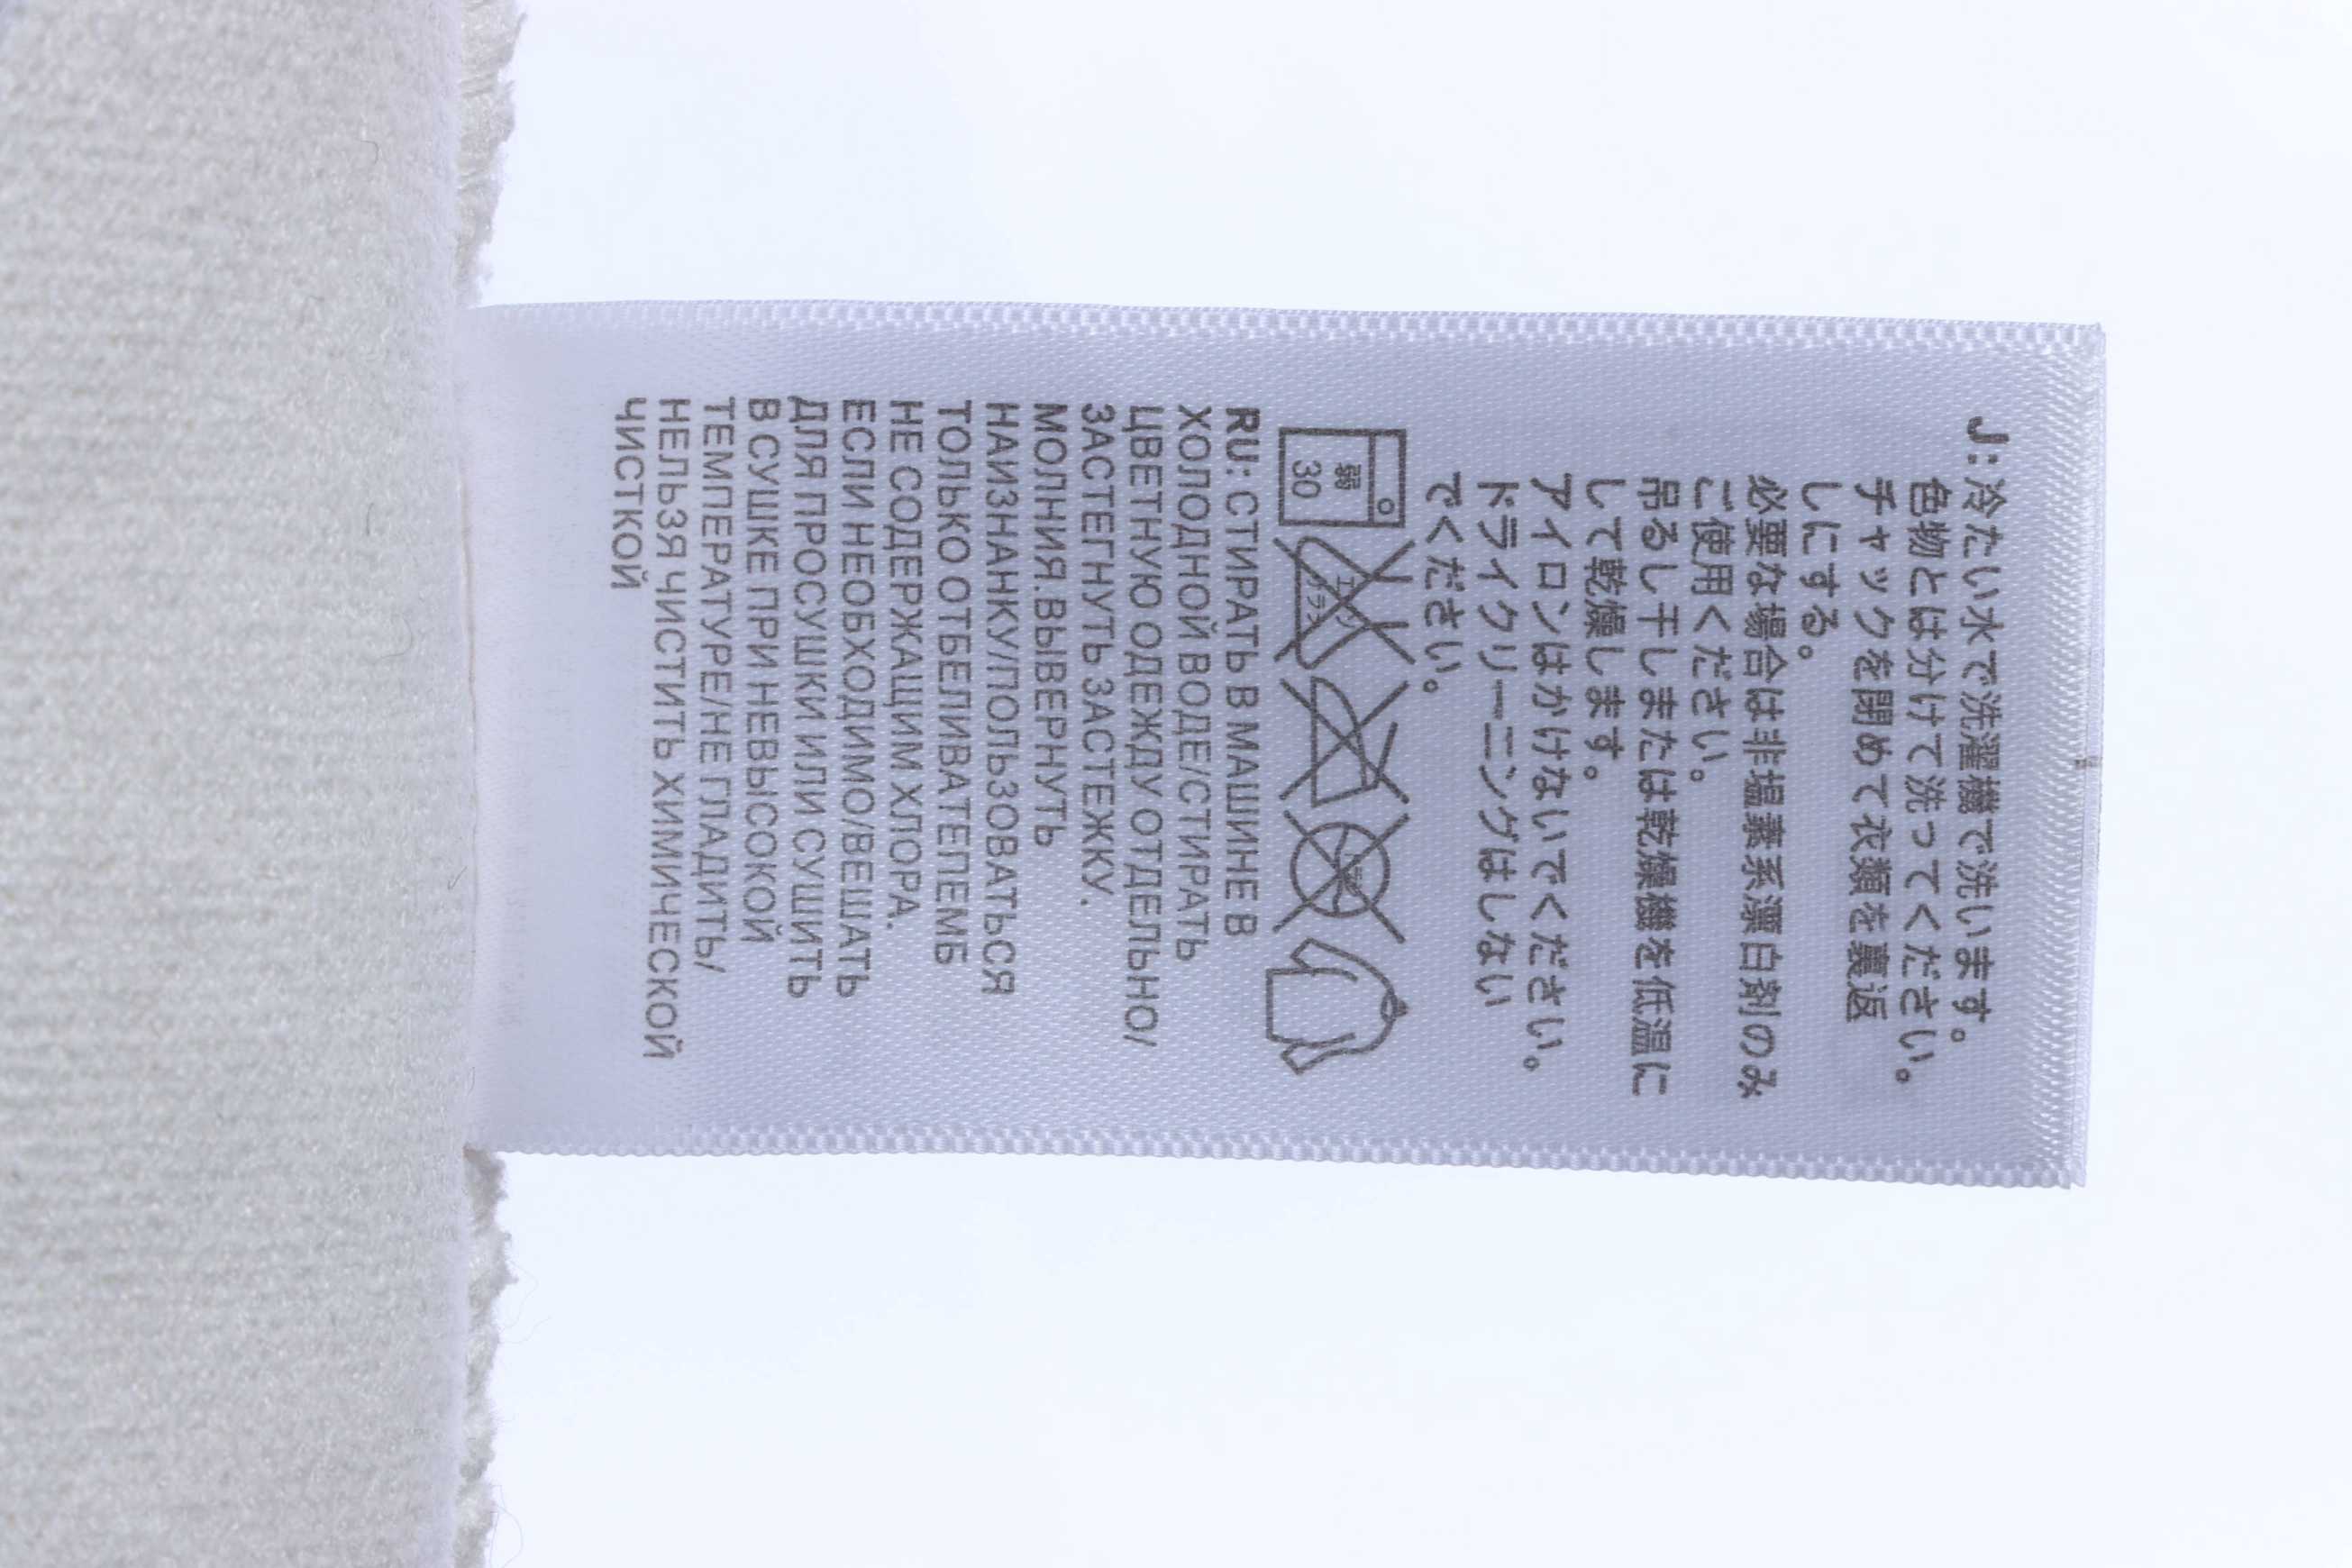 J: 冷たい水で洗濯機で洗います。
色物とは分けて洗ってください。
チャックを閉めて衣類を裏返
しにする。
必要な場合は非塩素系漂白剤のみ
ご使用ください。
吊るし干しまたは乾燥機を低温に
して乾燥します。
アイロンはかけないでください。
ドライクリーニングはしない
でください。
弱
30
エンソ
サラシ
RU: СТИРАТЬ В МАШИНЕ В
ХОЛОДНОЙ ВОДЕ/СТИРАТЬ
ЦВЕТНУЮ ОДЕЖДУ ОТДЕЛЬНО/
ЗАСТЕГНУТЬ ЗАСТЕЖКУ.
МОЛНИЯ.ВЫВЕРНУТЬ
НАИЗНАНКУ/ПОЛЬЗОВАТЬСЯ
ТОЛЬКО ОТБЕЛИВАТЕПЕМБ
НЕ СОДЕРЖАЩИМ ХЛОРА.
ЕСЛИ НЕОБХОДИМО/ВЕШАТЬ
ДЛЯ ПРОСУШКИ ИЛИ СУШИТЬ
В СУШКЕ ПРИ НЕВЫСОКОЙ
ТЕМПЕРАТУРЕ/НЕ ГЛАДИТЬ/
НЕЛЬЗЯ ЧИСТИТЬ ХИМИЧЕСКОЙ
ЧИСТКОЙ